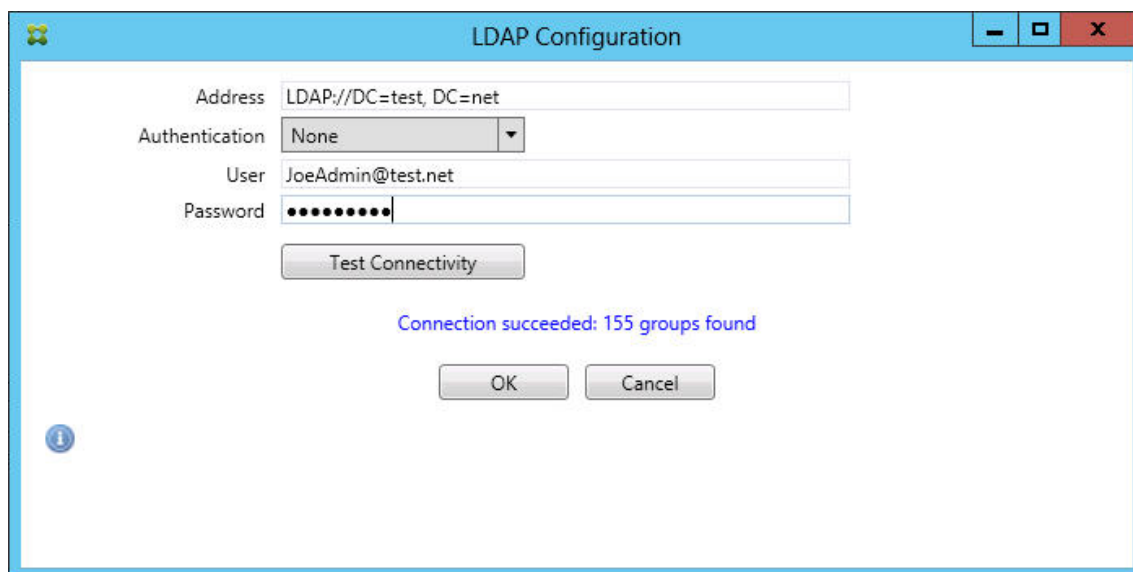 LDAP Configuration
Address LDAP://DC=test, DC=net
Authentication None
User JoeAdmin@test.net
Password •••••••••
Test Connectivity
Connection succeeded: 155 groups found
OK Cancel